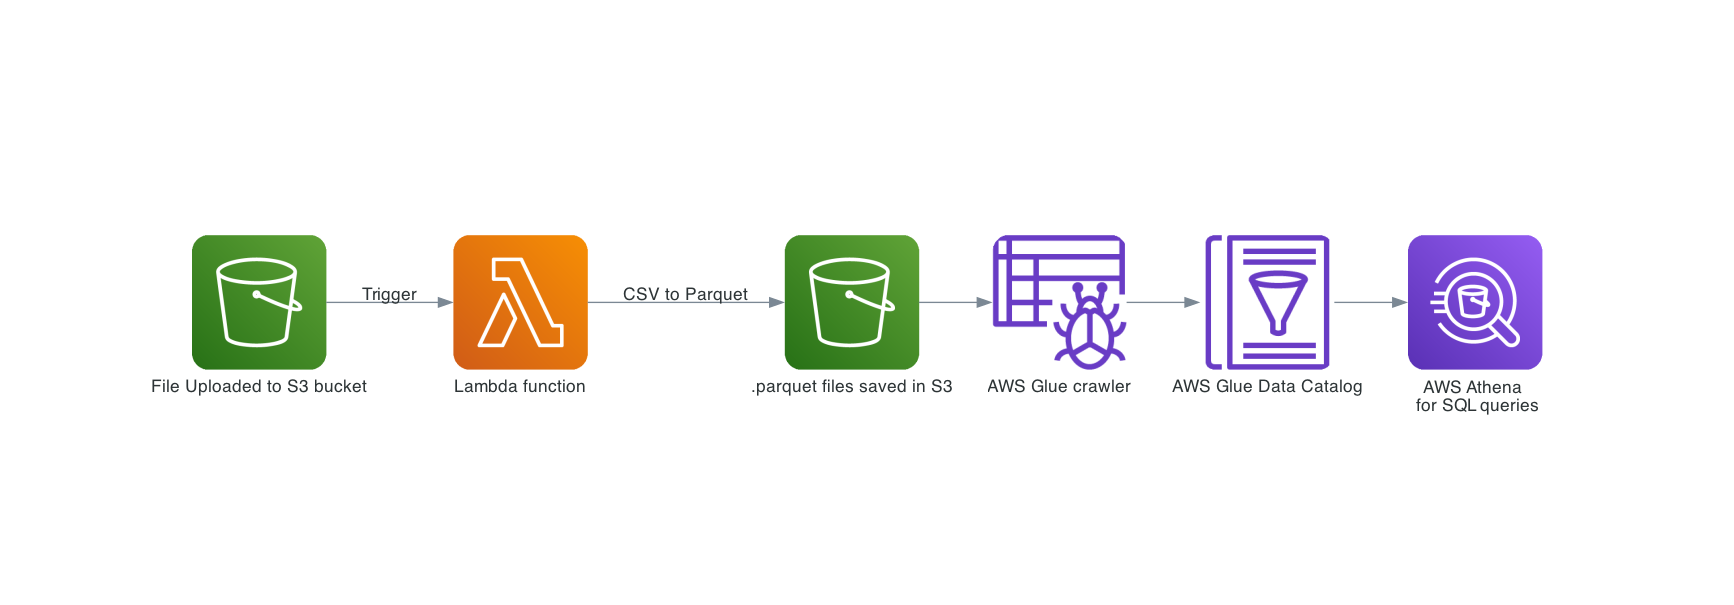 Trigger
CSV to Parquet
File Uploaded to S3 bucket
Lambda function
.parquet files saved in S3
AWS Glue crawler
AWS Glue Data Catalog
AWS Athena
for SQL queries